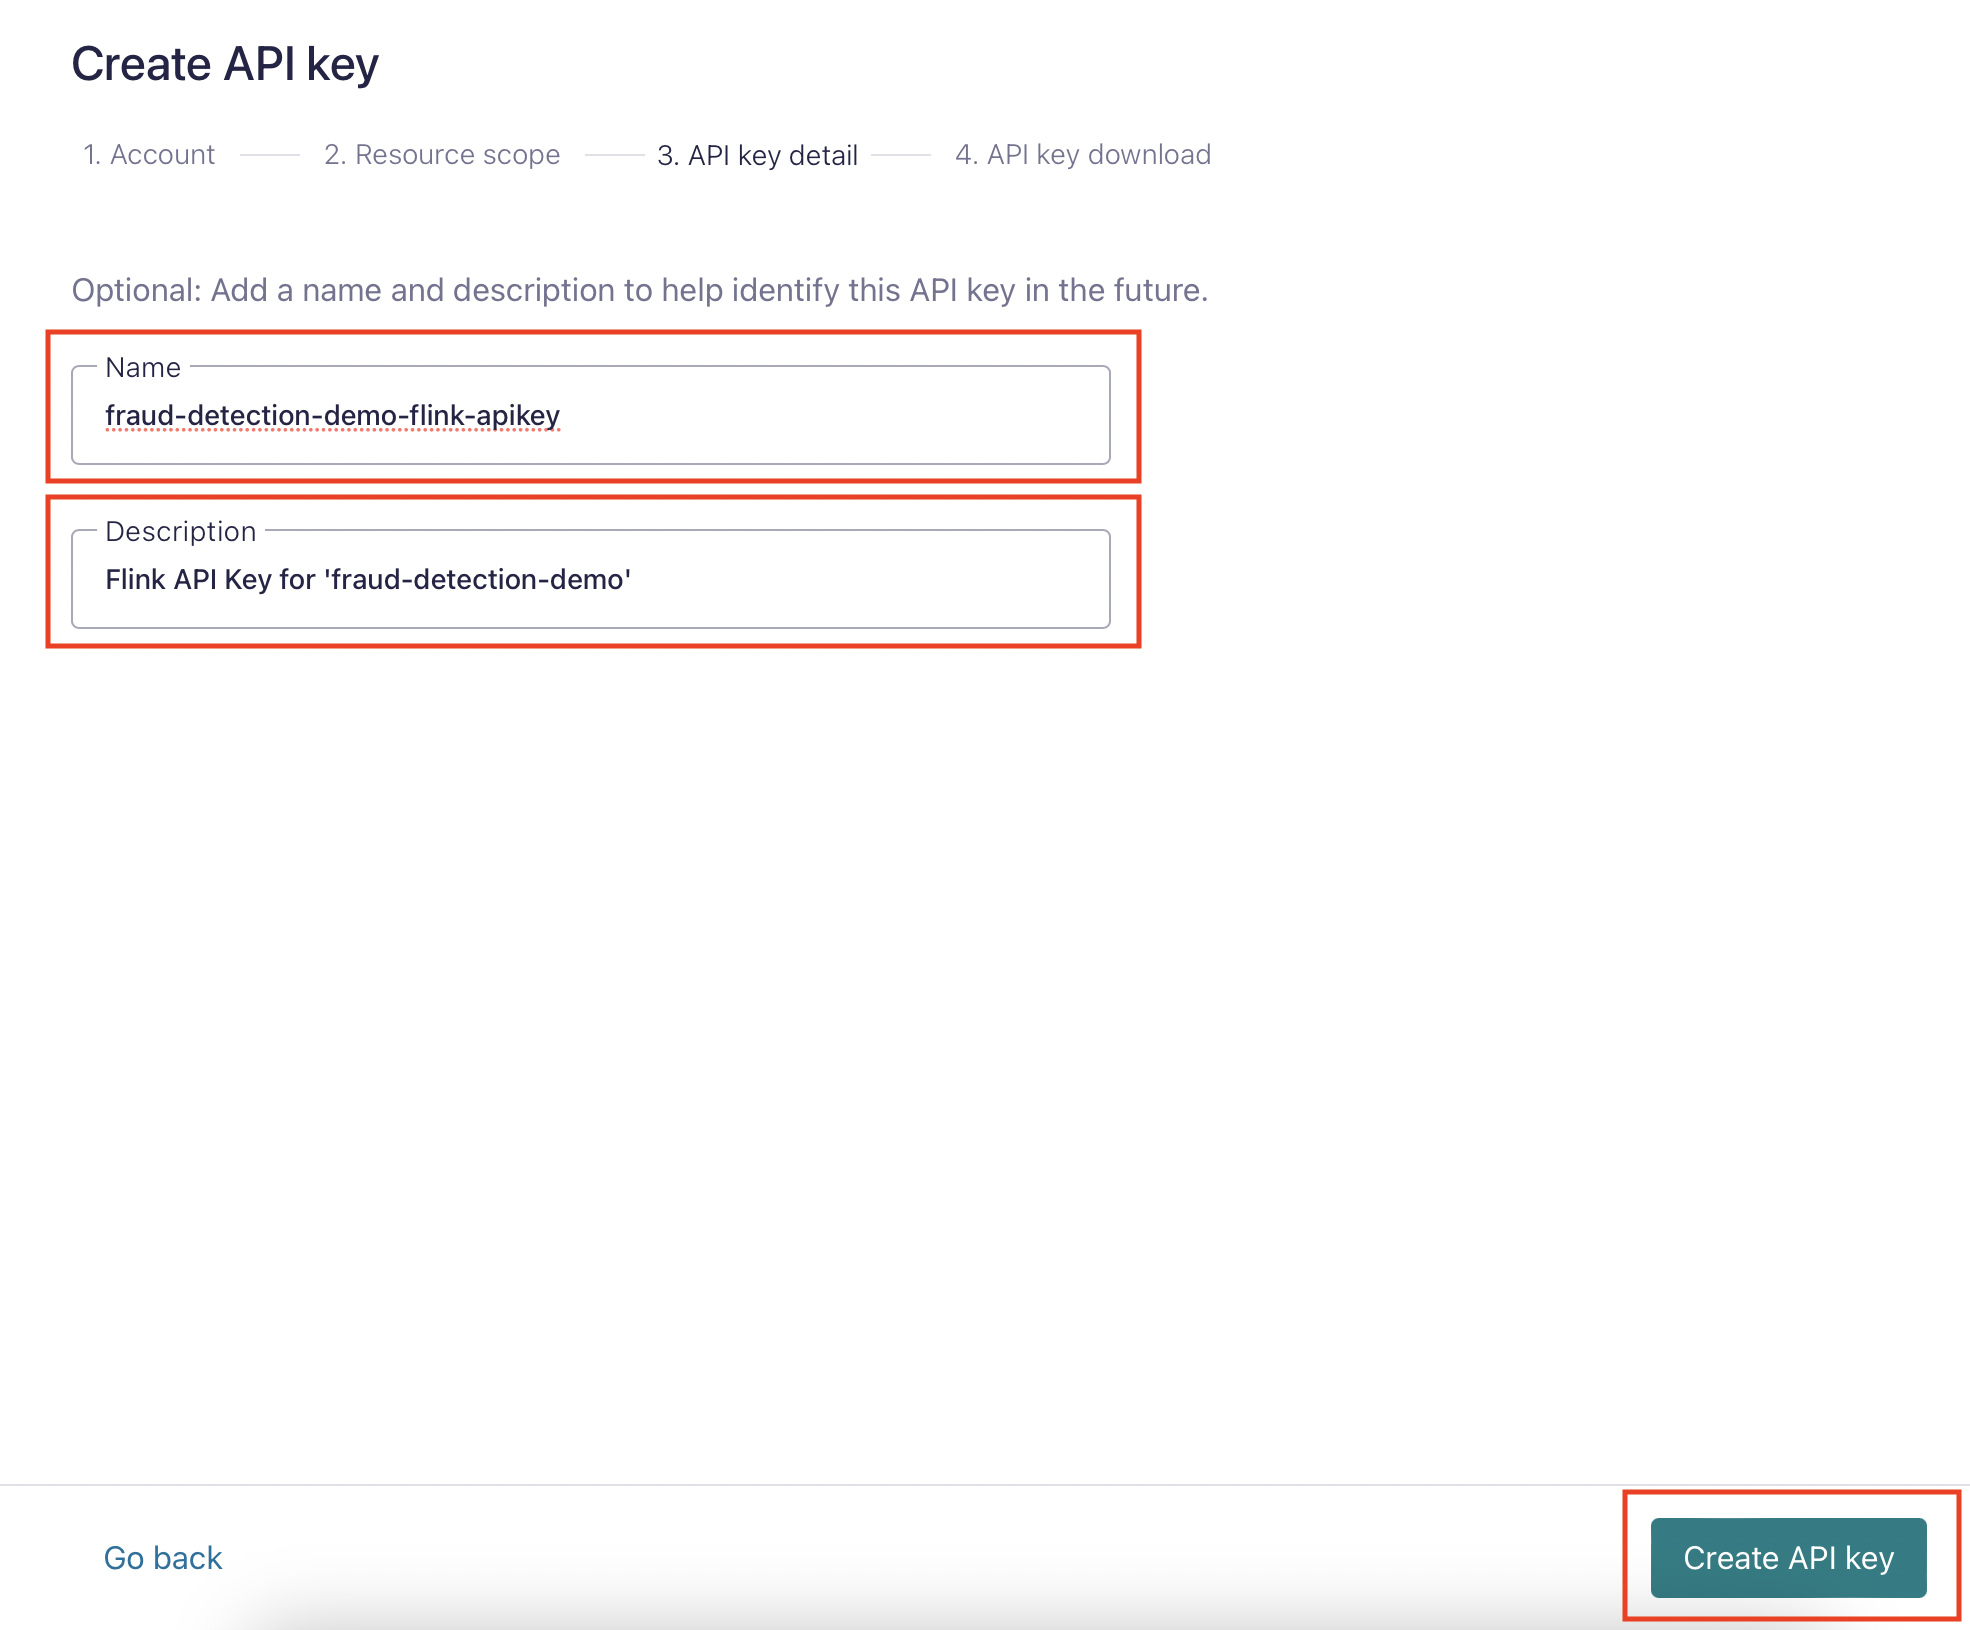 Create API key
1. Account 2. Resource scope 3. API key detail 4. API key download
Optional: Add a name and description to help identify this API key in the future.
Name
fraud-detection-demo-flink-apikey
Description
Flink API Key for 'fraud-detection-demo'
Go back Create API key